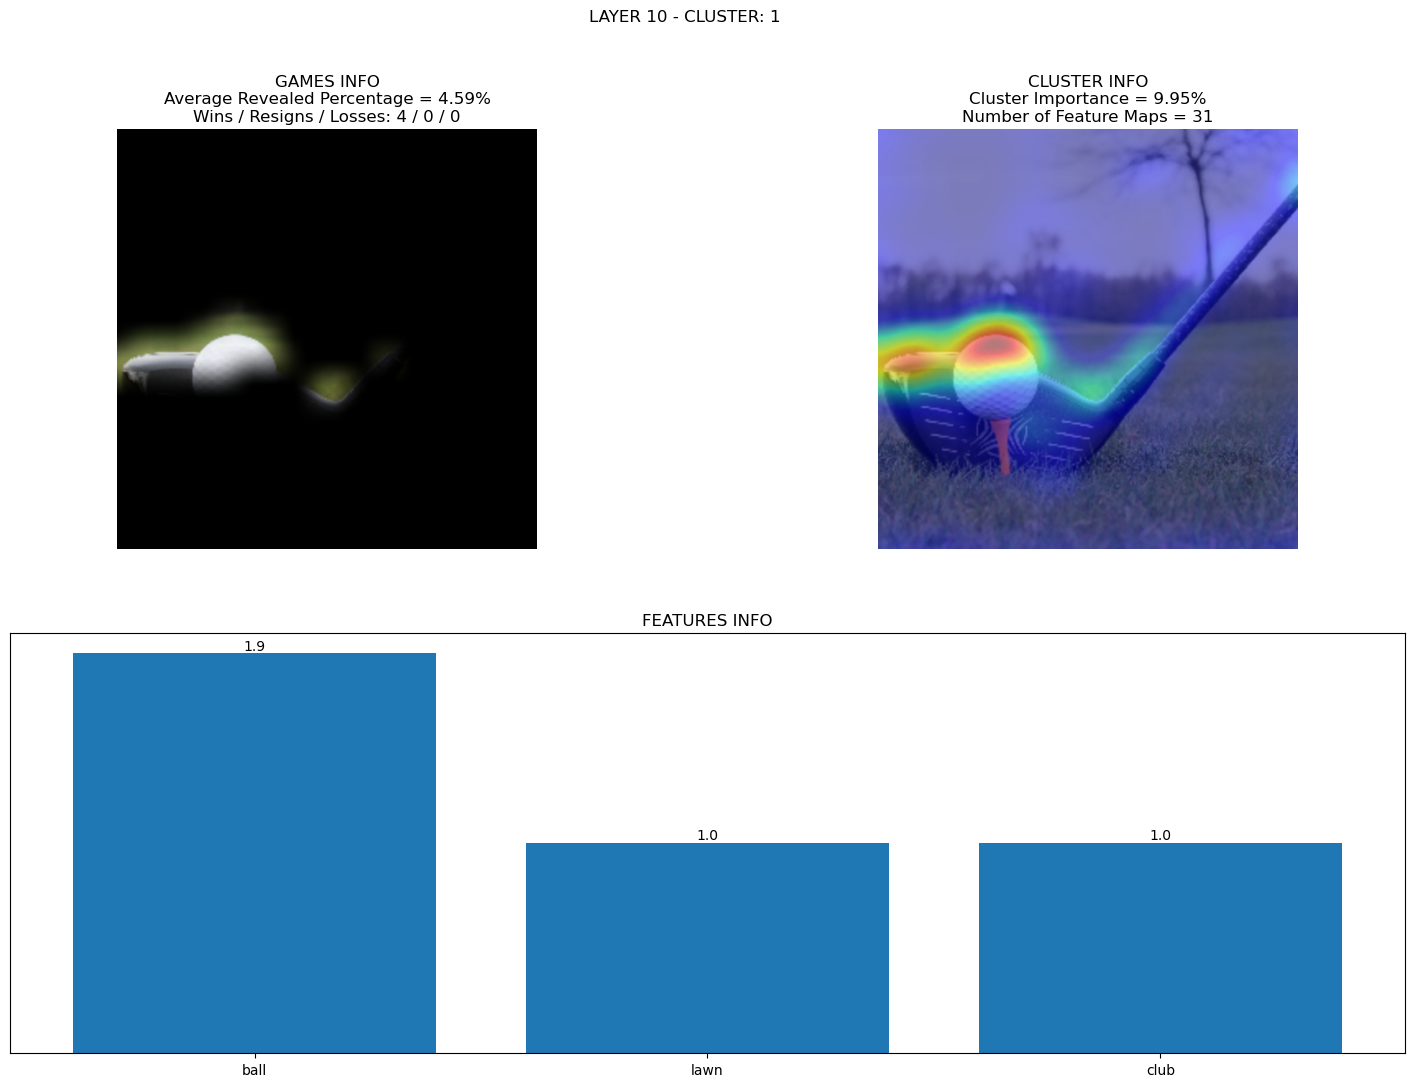 LAYER 10 - CLUSTER: 1
GAMES INFO
Average Revealed Percentage = 4.59%
Wins / Resigns / Losses: 4 / 0 / 0
CLUSTER INFO
Cluster Importance = 9.95%
Number of Feature Maps = 31
FEATURES INFO
1.9
1.0
1.0
ball
lawn
club